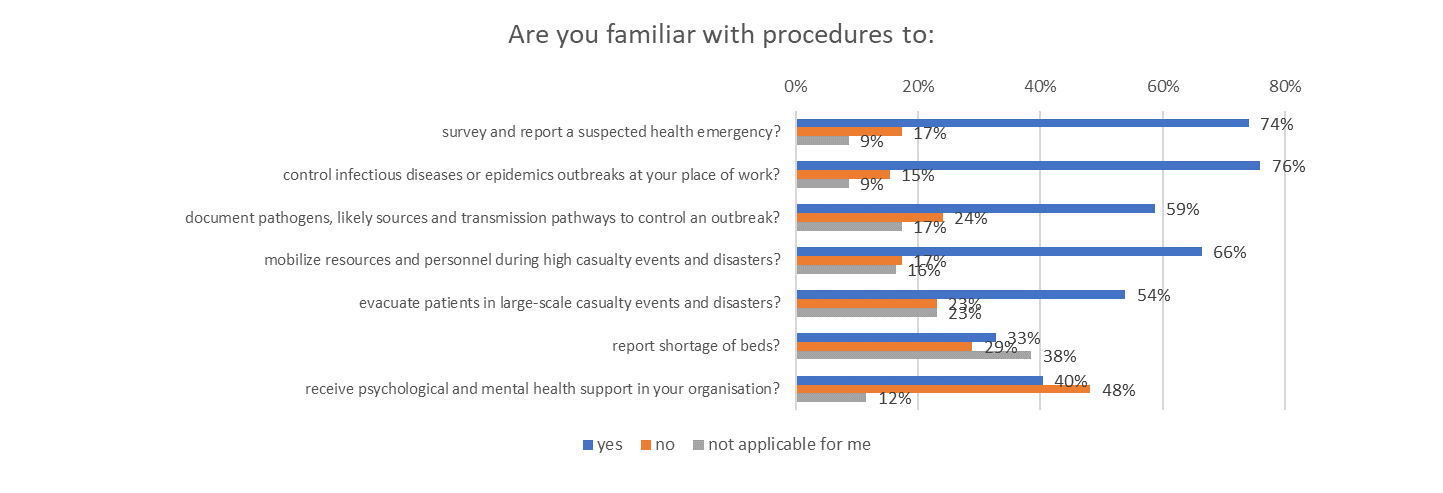 Are you familiar with procedures to:
0% 20% 40% 60% 80%
survey and report a suspected health emergency? 74%
17%
9%
control infectious diseases or epidemics outbreaks at your place of work? 76%
15%
9%
document pathogens, likely sources and transmission pathways to control an outbreak? 59%
24%
17%
mobilize resources and personnel during high casualty events and disasters? 66%
17%
16%
evacuate patients in large-scale casualty events and disasters? 54%
23%
23%
report shortage of beds? 33%
29%
38%
receive psychological and mental health support in your organisation? 40%
48%
12%
yes no not applicable for me